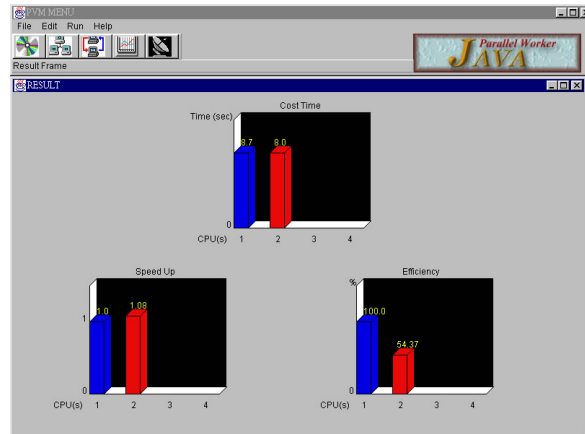 PVM MENU
File Edit Run Help
Parallel Worker
JAVA
Result Frame
RESULT
Cost Time
Time (sec)
8.7 8.0
0
CPU(s) 1 2 3 4
Speed Up
1.0 1.08
1
0
CPU(s) 1 2 3 4
Efficiency
%
100.0
54.37
0
CPU(s) 1 2 3 4